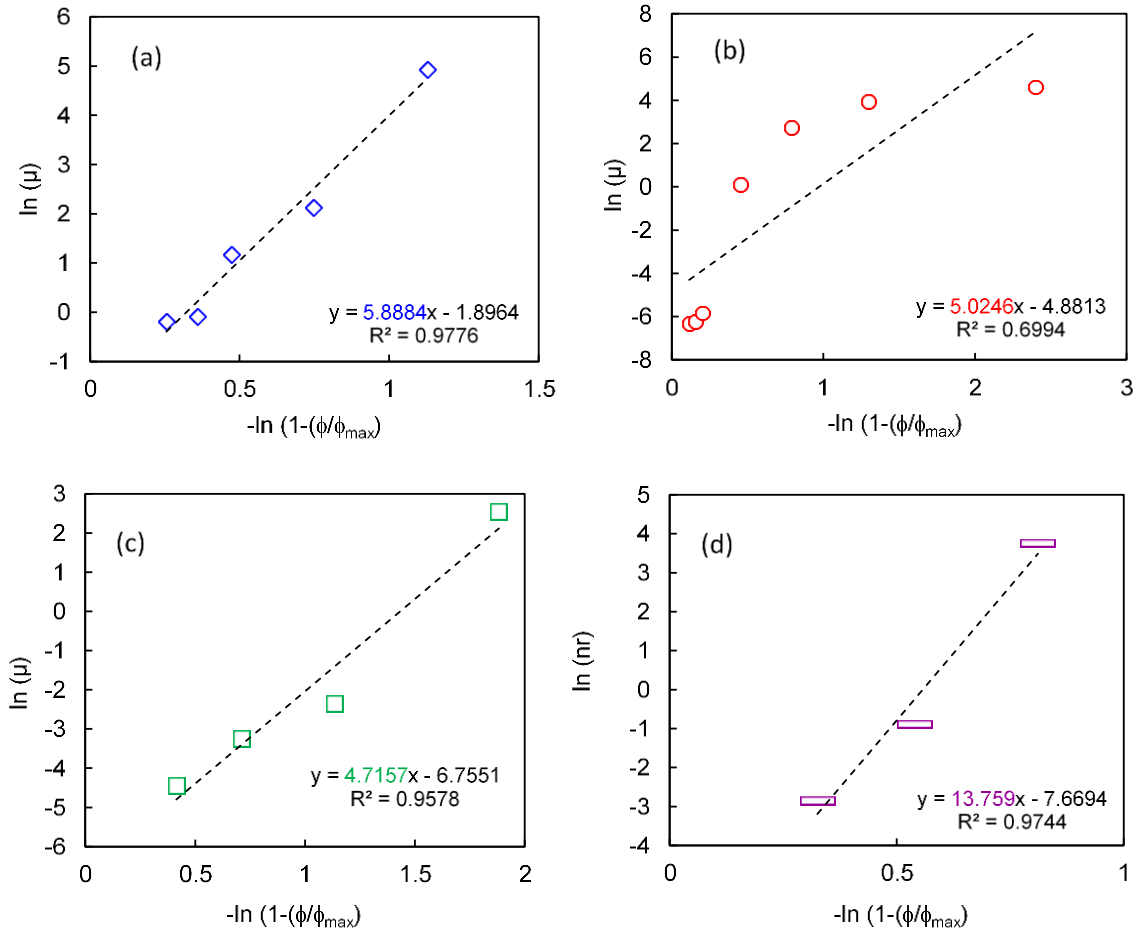 (a)
6
5
4
3
2
1
0
-1
ln (μ)
0
0.5
1
1.5
-ln (1-(ϕ/ϕmax)
y = 5.8884x - 1.8964
R² = 0.9776
(b)
8
6
4
2
0
-2
-4
-6
-8
ln (μ)
0
1
2
3
-ln (1-(ϕ/ϕmax)
y = 5.0246x - 4.8813
R² = 0.6994
(c)
3
2
1
0
-1
-2
-3
-4
-5
-6
ln (μ)
0
0.5
1
1.5
2
-ln (1-(ϕ/ϕmax)
y = 4.7157x - 6.7551
R² = 0.9578
(d)
5
4
3
2
1
0
-1
-2
-3
-4
ln (nr)
0
0.5
1
-ln (1-(ϕ/ϕmax)
y = 13.759x - 7.6694
R² = 0.9744